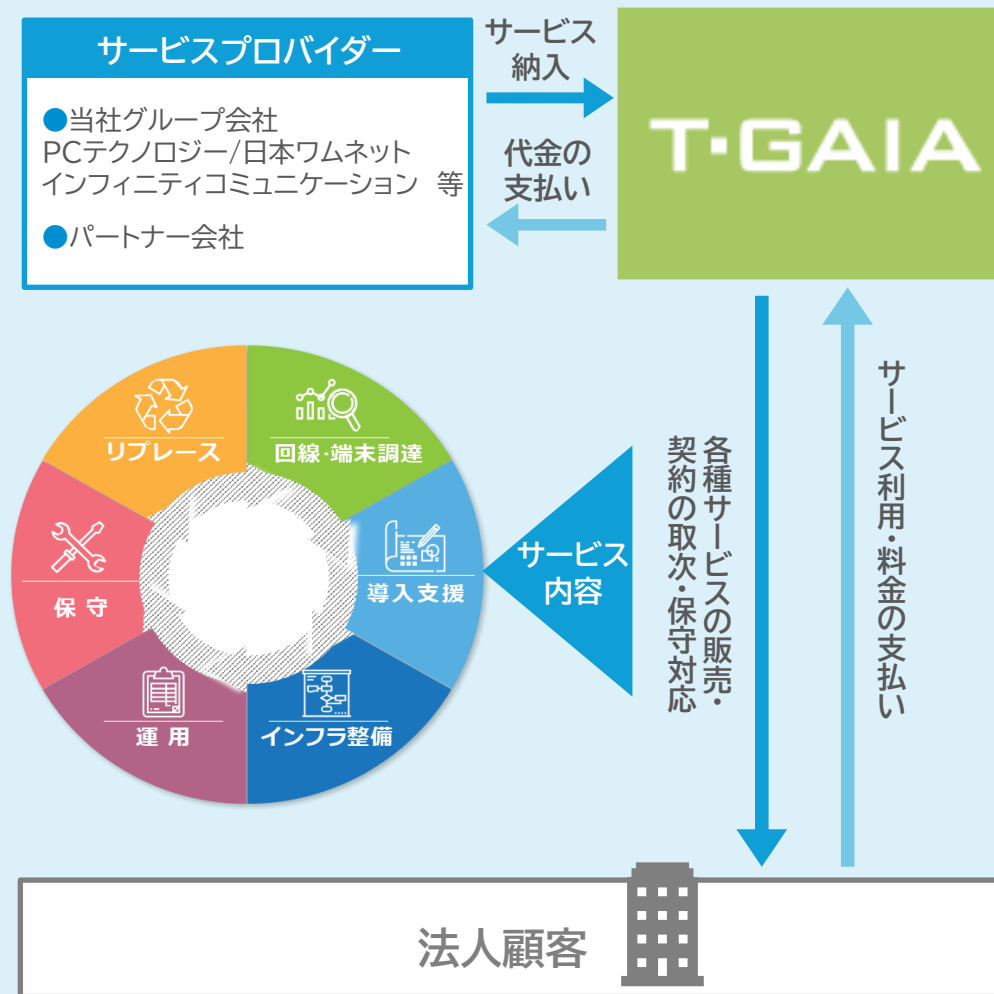 サービスプロバイダー
●当社グループ会社
PCテクノロジー/日本ワムネット
インフィニティコミュニケーション 等
●パートナー会社
サービス
納入
代金の
支払い
T·GAIA
リプレース
回線・端末調達
保守
導入支援
運用
インフラ整備
サービス
内容
各種サービスの販売・
契約の取次・保守対応
サービス利用・料金の支払い
法人顧客